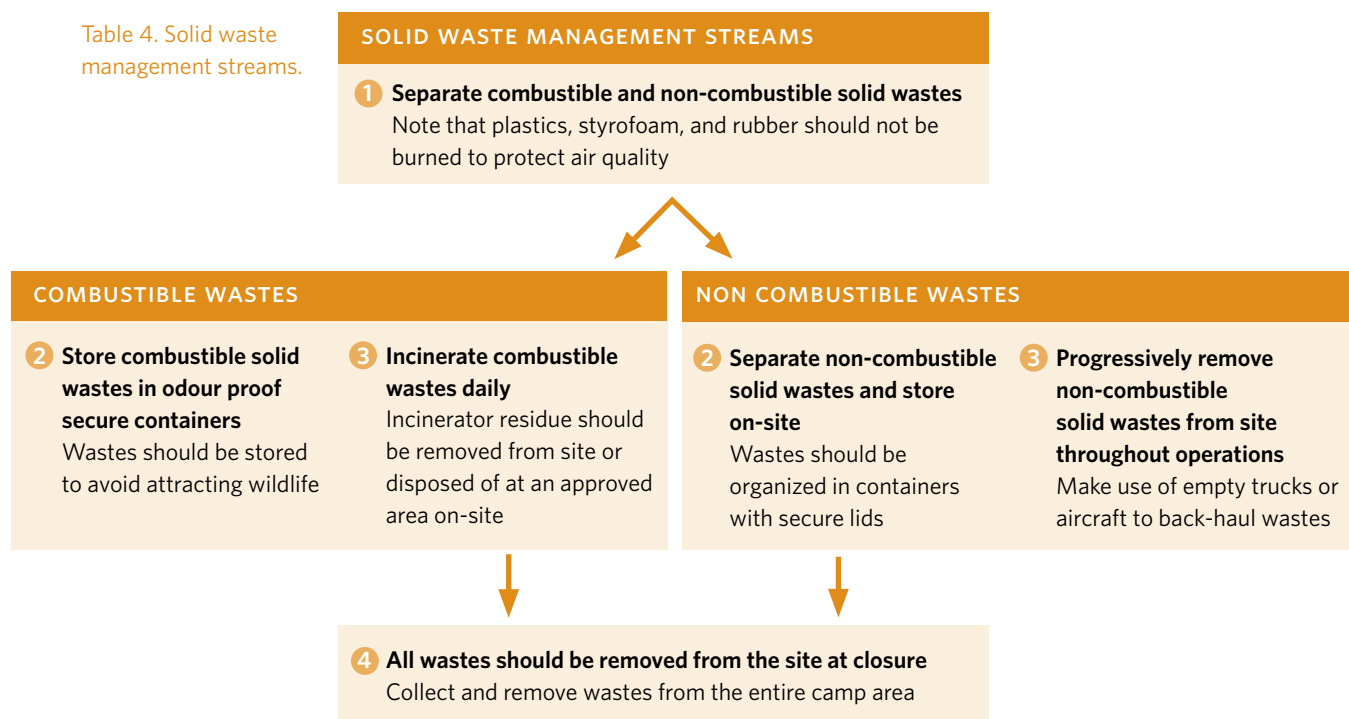 Table 4. Solid waste
management streams.
SOLID WASTE MANAGEMENT STREAMS
1 Separate combustible and non-combustible solid wastes
Note that plastics, styrofoam, and rubber should not be
burned to protect air quality
COMBUSTIBLE WASTES
2 Store combustible solid
wastes in odour proof
secure containers
Wastes should be stored
to avoid attracting wildlife
3 Incinerate combustible
wastes daily
Incinerator residue should
be removed from site or
disposed of at an approved
area on-site
NON COMBUSTIBLE WASTES
2 Separate non-combustible
solid wastes and store
on-site
Wastes should be
organized in containers
with secure lids
3 Progressively remove
non-combustible
solid wastes from site
throughout operations
Make use of empty trucks or
aircraft to back-haul wastes
4 All wastes should be removed from the site at closure
Collect and remove wastes from the entire camp area